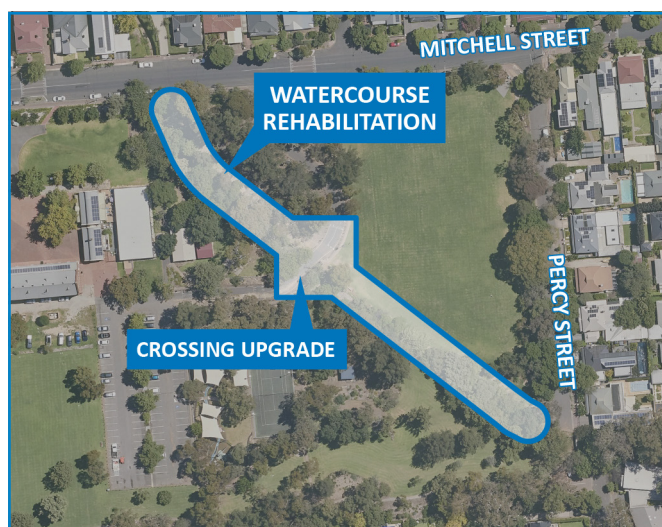 MITCHELL STREET
WATERCOURSE
REHABILITATION
PERCY STREET
CROSSING UPGRADE